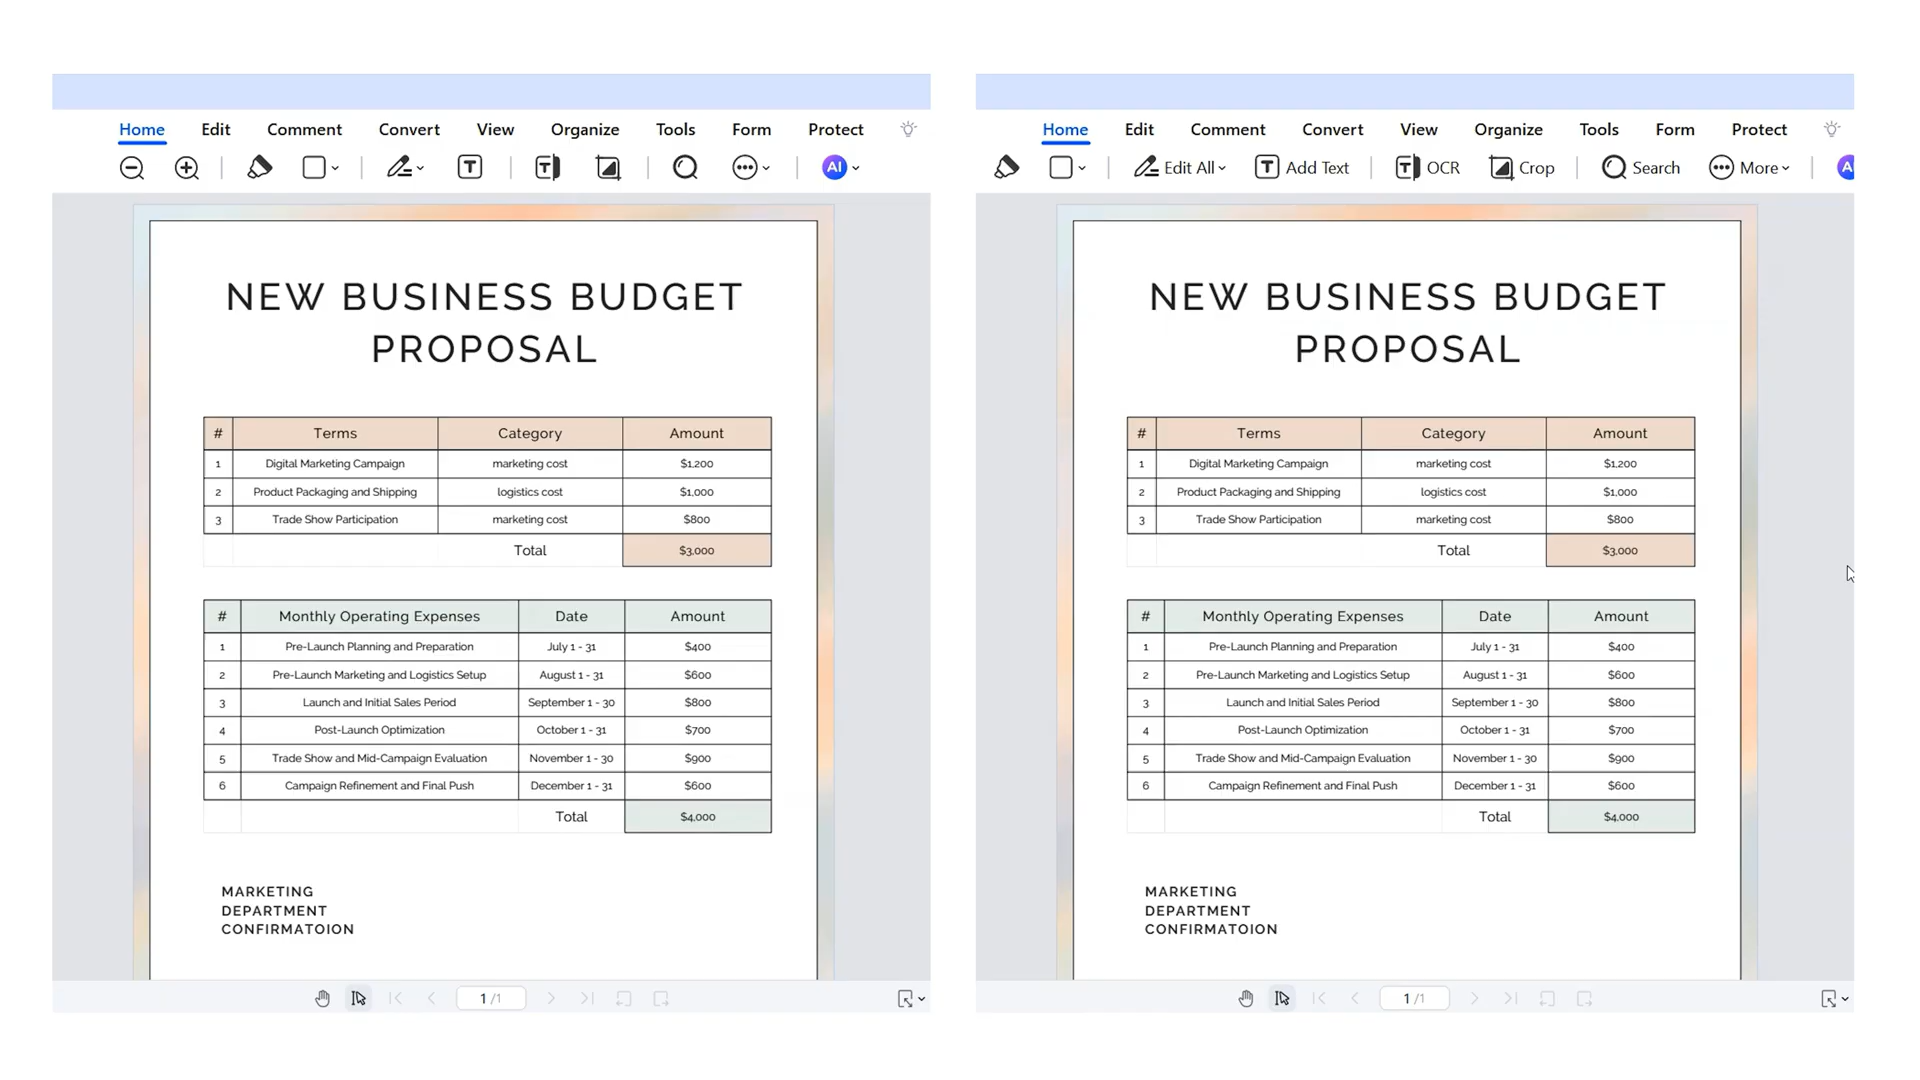 Home Edit Comment Convert View Organize Tools Form Protect
T T AI
NEW BUSINESS BUDGET
PROPOSAL
# Terms Category Amount
1 Digital Marketing Campaign marketing cost $1,200
2 Product Packaging and Shipping logistics cost $1,000
3 Trade Show Participation marketing cost $800
Total $3,000
# Monthly Operating Expenses Date Amount
1 Pre-Launch Planning and Preparation July 1 - 31 $400
2 Pre-Launch Marketing and Logistics Setup August 1 - 31 $600
3 Launch and Initial Sales Period September 1 - 30 $800
4 Post-Launch Optimization October 1 - 31 $700
5 Trade Show and Mid-Campaign Evaluation November 1 - 30 $900
6 Campaign Refinement and Final Push December 1 - 31 $600
Total $4,000
MARKETING
DEPARTMENT
CONFIRMATOION
1 /1
Home Edit Comment Convert View Organize Tools Form Protect
Edit All T Add Text T OCR Crop Search More A
NEW BUSINESS BUDGET
PROPOSAL
# Terms Category Amount
1 Digital Marketing Campaign marketing cost $1,200
2 Product Packaging and Shipping logistics cost $1,000
3 Trade Show Participation marketing cost $800
Total $3,000
# Monthly Operating Expenses Date Amount
1 Pre-Launch Planning and Preparation July 1 - 31 $400
2 Pre-Launch Marketing and Logistics Setup August 1 - 31 $600
3 Launch and Initial Sales Period September 1 - 30 $800
4 Post-Launch Optimization October 1 - 31 $700
5 Trade Show and Mid-Campaign Evaluation November 1 - 30 $900
6 Campaign Refinement and Final Push December 1 - 31 $600
Total $4,000
MARKETING
DEPARTMENT
CONFIRMATOION
1 /1